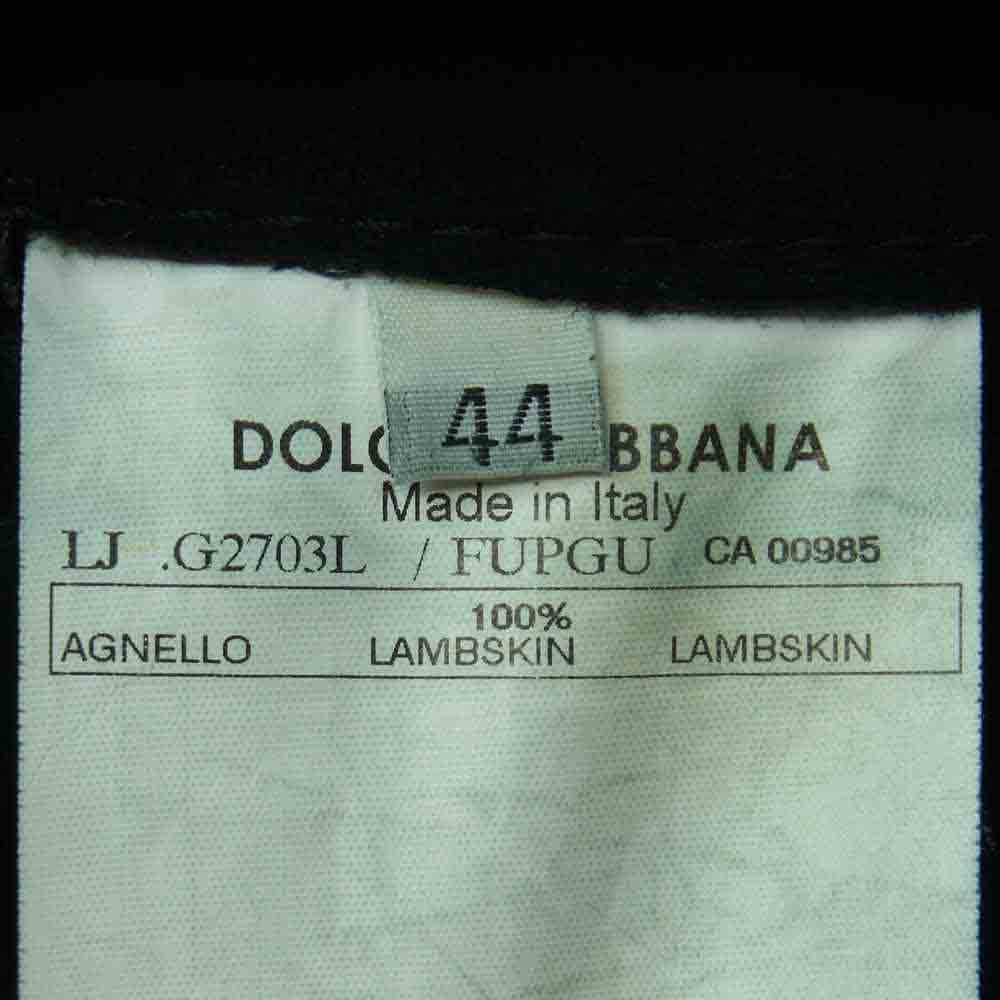 44
DOLC BBANA
Made in Italy
LJ .G2703L / FUPGU CA 00985
100%
AGNELLO LAMBSKIN LAMBSKIN